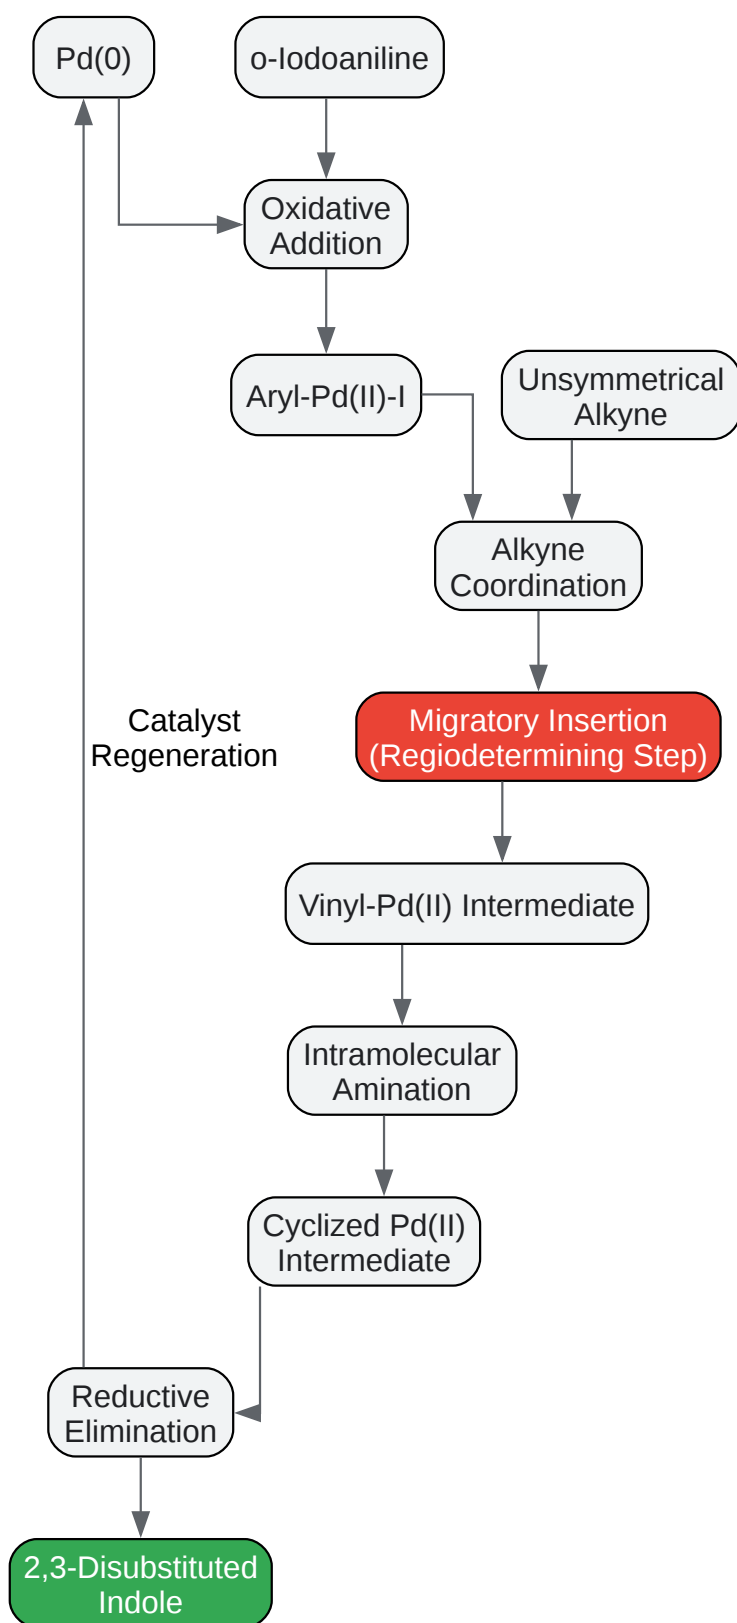 Pd(0)
o-Iodoaniline
Oxidative
Addition
Aryl-Pd(II)-I
Unsymmetrical
Alkyne
Alkyne
Coordination
Migratory Insertion
(Regiodetermining Step)
Catalyst
Regeneration
Vinyl-Pd(II) Intermediate
Intramolecular
Amination
Cyclized Pd(II)
Intermediate
Reductive
Elimination
2,3-Disubstituted
Indole